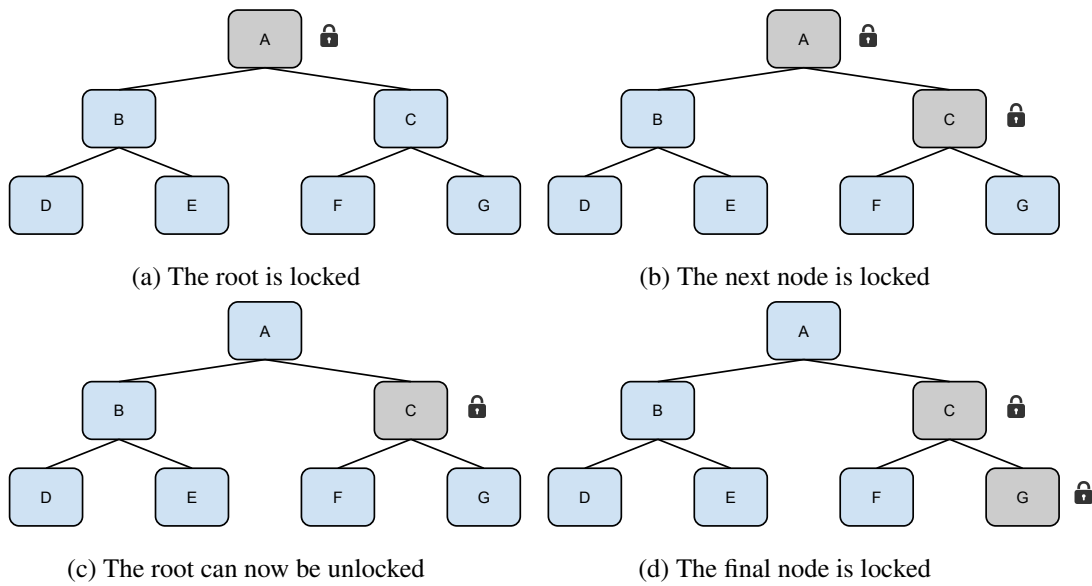 A A
B C B C
D E F G D E F G
(a) The root is locked (b) The next node is locked
A A
B C B C
D E F G D E F G
(c) The root can now be unlocked (d) The final node is locked